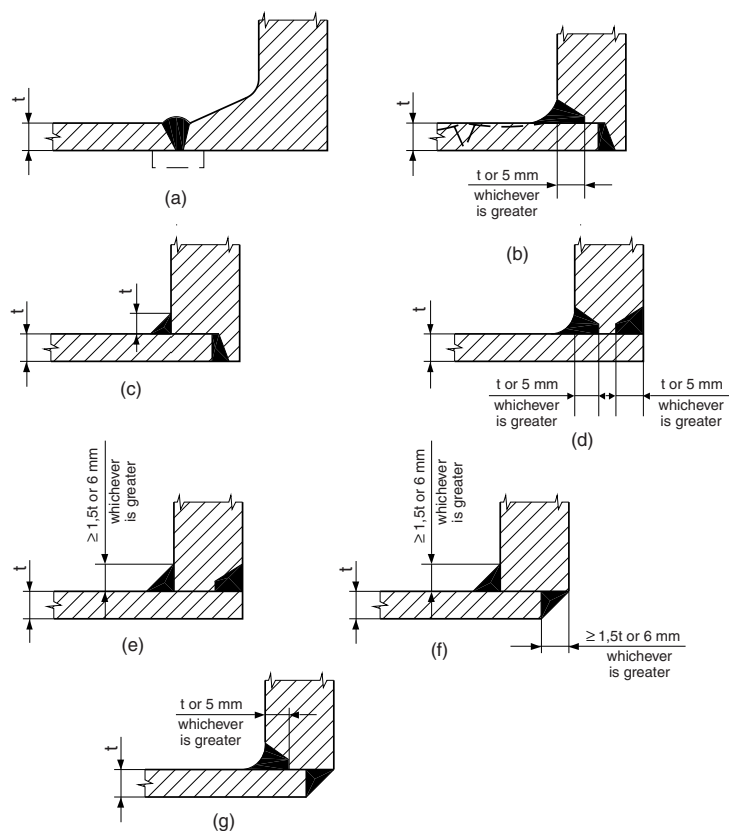 t
(a)
t
t or 5 mm
whichever
is greater
(b)
t
t
(c)
t
t or 5 mm
whichever
is greater
t or 5 mm
whichever
is greater
(d)
≥ 1,5t or 6 mm
whichever
is greater
t
(e)
≥ 1,5t or 6 mm
whichever
is greater
t
(f)
≥ 1,5t or 6 mm
whichever
is greater
t or 5 mm
whichever
is greater
t
(g)